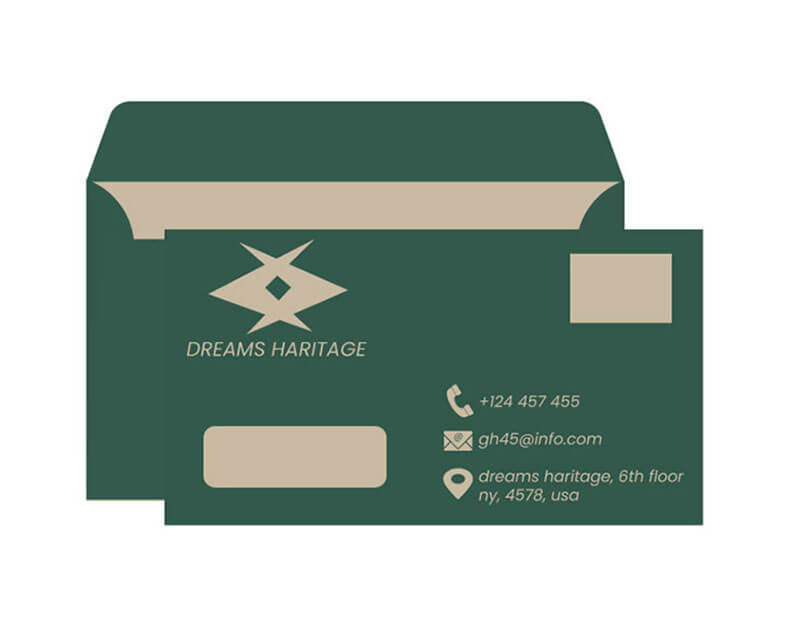 DREAMS HARITAGE
+124 457 455
gh45@info.com
dreams haritage, 6th floor
ny, 4578, usa